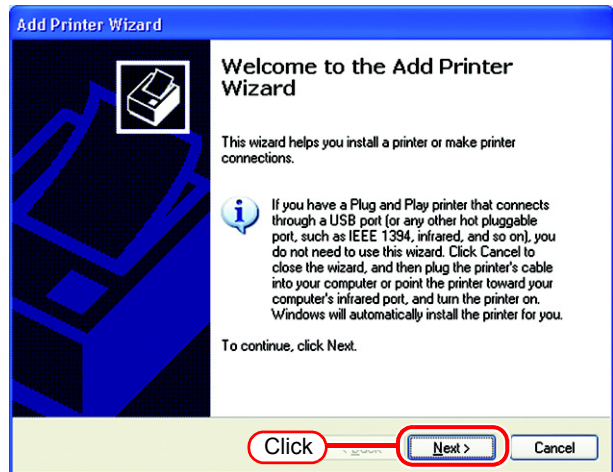 Add Printer Wizard
Welcome to the Add Printer
Wizard
This wizard helps you install a printer or make printer
connections.
If you have a Plug and Play printer that connects
through a USB port (or any other hot pluggable
port, such as IEEE 1394, infrared, and so on), you
do not need to use this wizard. Click Cancel to
close the wizard, and then plug the printer's cable
into your computer or point the printer toward your
computer's infrared port, and turn the printer on.
Windows will automatically install the printer for you.
To continue, click Next.
Click Next > Cancel